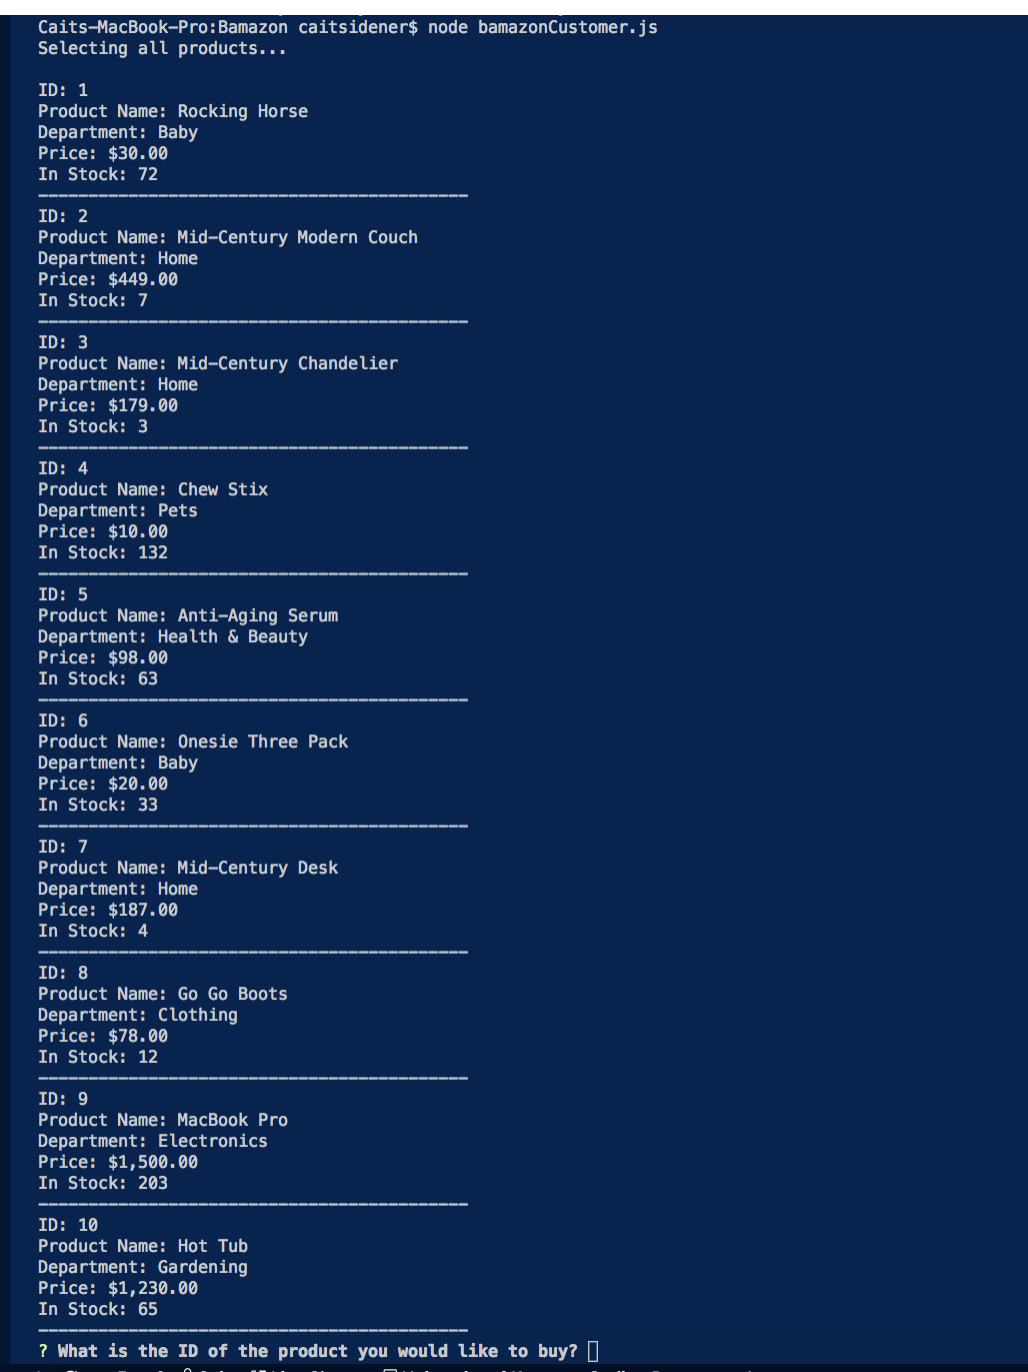 Caits-MacBook-Pro:Bamazon caitsidener$ node bamazonCustomer.js
Selecting all products...
ID: 1
Product Name: Rocking Horse
Department: Baby
Price: $30.00
In Stock: 72
-------------------------------------------
ID: 2
Product Name: Mid-Century Modern Couch
Department: Home
Price: $449.00
In Stock: 7
-------------------------------------------
ID: 3
Product Name: Mid-Century Chandelier
Department: Home
Price: $179.00
In Stock: 3
-------------------------------------------
ID: 4
Product Name: Chew Stix
Department: Pets
Price: $10.00
In Stock: 132
-------------------------------------------
ID: 5
Product Name: Anti-Aging Serum
Department: Health & Beauty
Price: $98.00
In Stock: 63
-------------------------------------------
ID: 6
Product Name: Onesie Three Pack
Department: Baby
Price: $20.00
In Stock: 33
-------------------------------------------
ID: 7
Product Name: Mid-Century Desk
Department: Home
Price: $187.00
In Stock: 4
-------------------------------------------
ID: 8
Product Name: Go Go Boots
Department: Clothing
Price: $78.00
In Stock: 12
-------------------------------------------
ID: 9
Product Name: MacBook Pro
Department: Electronics
Price: $1,500.00
In Stock: 203
-------------------------------------------
ID: 10
Product Name: Hot Tub
Department: Gardening
Price: $1,230.00
In Stock: 65
-------------------------------------------
? What is the ID of the product you would like to buy?